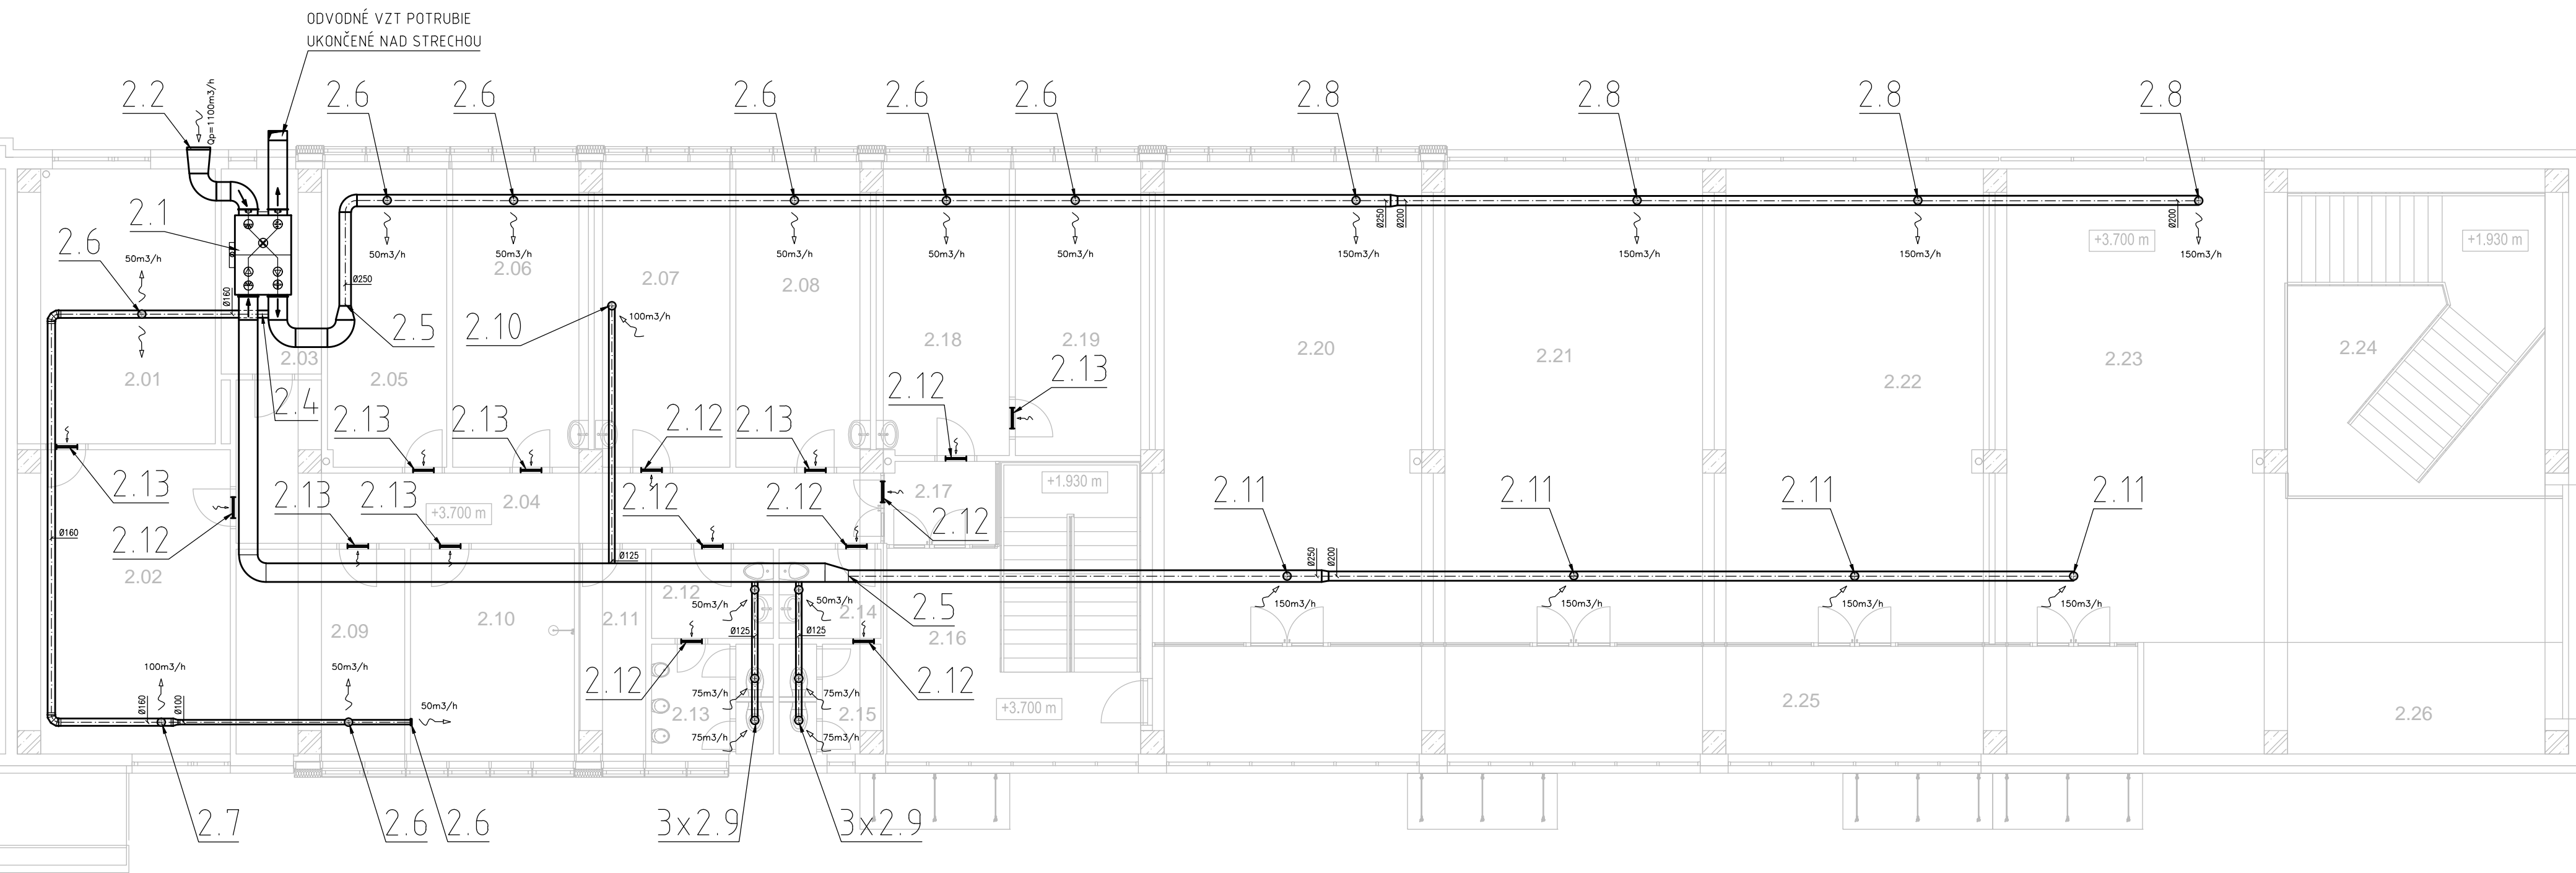 ODVODNÉ VZT POTRUBIE
UKONČENÉ NAD STRECHOU
2.2
Qp=1100m3/h
2.6
2.6
2.6
2.6
2.6
2.8
2.8
2.8
2.8
2.1
2.6
50m3/h
Ø160
Ø250
50m3/h
50m3/h
50m3/h
50m3/h
50m3/h
150m3/h
Ø250
Ø200
150m3/h
150m3/h
Ø200
150m3/h
+3.700 m
+1.930 m
2.06
2.07
2.08
2.5
2.10
100m3/h
2.03
2.05
2.01
2.4
2.18
2.19
2.20
2.21
2.22
2.23
2.24
2.13
2.13
2.12
2.13
2.12
2.13
2.13
2.13
2.13
2.04
+3.700 m
2.12
2.12
2.17
2.12
+1.930 m
2.11
2.11
2.11
2.11
Ø160
2.12
2.02
Ø125
Ø250
Ø200
2.09
2.10
2.11
2.12
50m3/h
50m3/h
2.14
2.5
2.16
150m3/h
150m3/h
150m3/h
150m3/h
Ø125
Ø125
2.12
2.12
100m3/h
50m3/h
50m3/h
Ø160
Ø100
75m3/h
75m3/h
2.13
2.15
75m3/h
75m3/h
+3.700 m
2.25
2.26
2.7
2.6
2.6
3x2.9
3x2.9